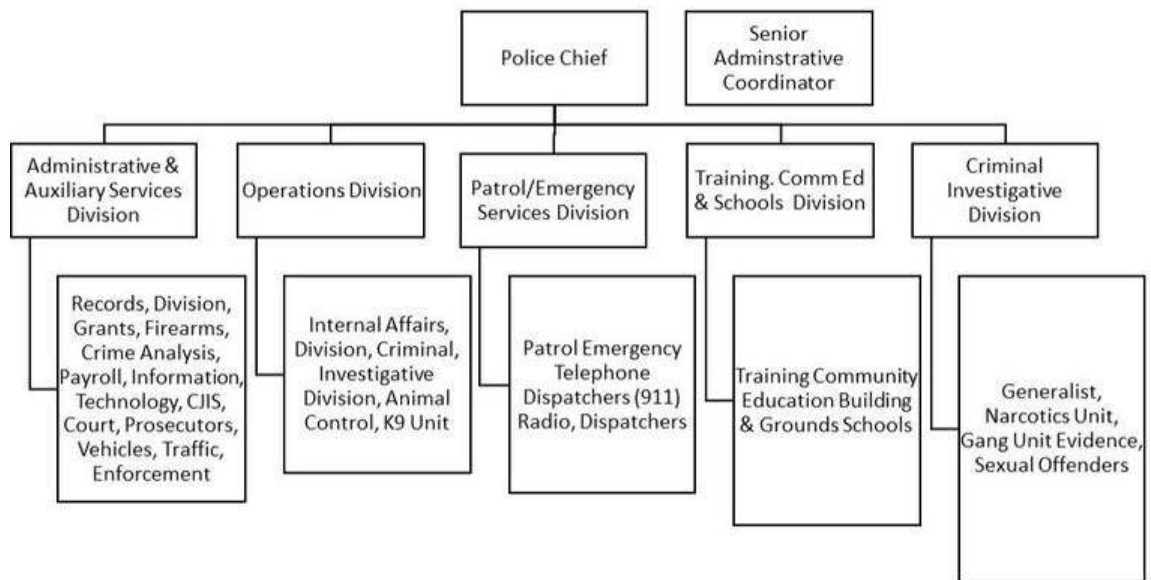 Police Chief
Senior
Adminstrative
Coordinator
Administrative &
Auxiliary Services
Division
Operations Division
Patrol/Emergency
Services Division
Training. Comm Ed
& Schools Division
Criminal
Investigative
Division
Records, Division,
Grants, Firearms,
Crime Analysis,
Payroll, Information,
Technology, CJIS,
Court, Prosecutors,
Vehicles, Traffic,
Enforcement
Internal Affairs,
Division, Criminal,
Investigative
Division, Animal
Control, K9 Unit
Patrol Emergency
Telephone
Dispatchers (911)
Radio, Dispatchers
Training Community
Education Building
& Grounds Schools
Generalist,
Narcotics Unit,
Gang Unit Evidence,
Sexual Offenders